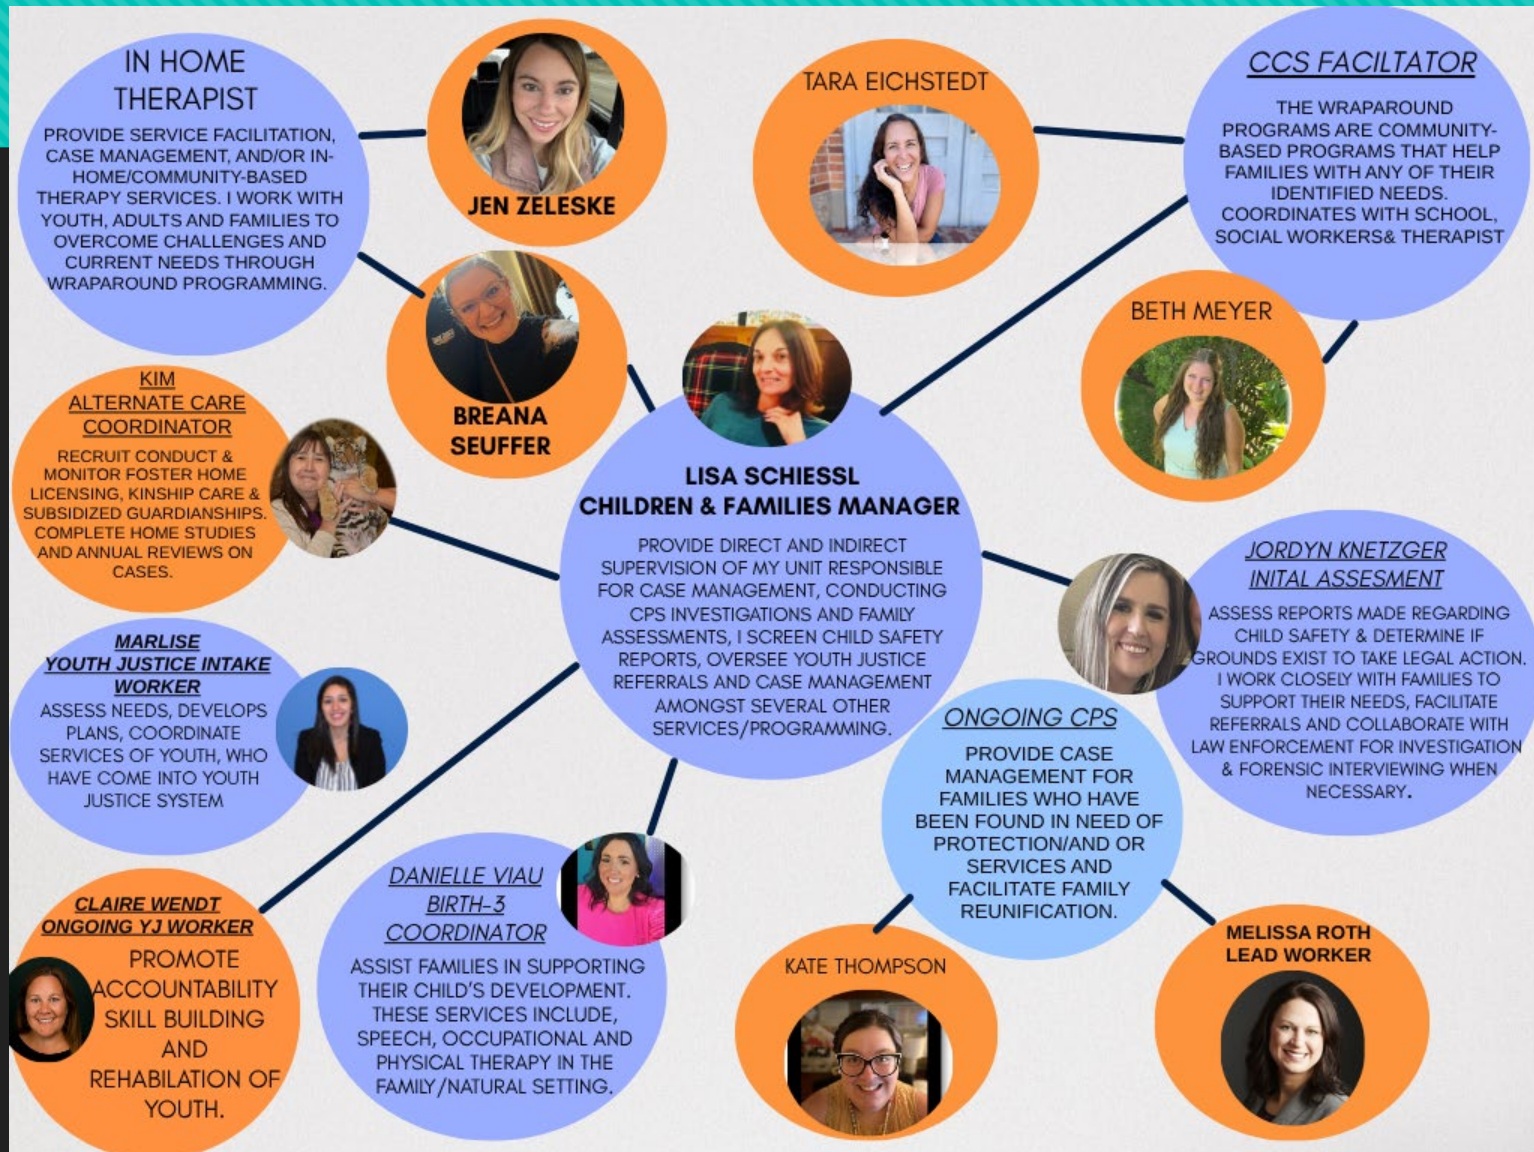 IN HOME
THERAPIST
PROVIDE SERVICE FACILITATION,
CASE MANAGEMENT, AND/OR IN-
HOME/COMMUNITY-BASED
THERAPY SERVICES. I WORK WITH
YOUTH, ADULTS AND FAMILIES TO
OVERCOME CHALLENGES AND
CURRENT NEEDS THROUGH
WRAPAROUND PROGRAMMING.
JEN ZELESKE
BREANA
SEUFFER
TARA EICHSTEDT
CCS FACILTATOR
THE WRAPAROUND
PROGRAMS ARE COMMUNITY-
BASED PROGRAMS THAT HELP
FAMILIES WITH ANY OF THEIR
IDENTIFIED NEEDS.
COORDINATES WITH SCHOOL,
SOCIAL WORKERS& THERAPIST
BETH MEYER
KIM
ALTERNATE CARE
COORDINATOR
RECRUIT CONDUCT &
MONITOR FOSTER HOME
LICENSING, KINSHIP CARE &
SUBSIDIZED GUARDIANSHIPS.
COMPLETE HOME STUDIES
AND ANNUAL REVIEWS ON
CASES.
LISA SCHIESSL
CHILDREN & FAMILIES MANAGER
PROVIDE DIRECT AND INDIRECT
SUPERVISION OF MY UNIT RESPONSIBLE
FOR CASE MANAGEMENT, CONDUCTING
CPS INVESTIGATIONS AND FAMILY
ASSESSMENTS, I SCREEN CHILD SAFETY
REPORTS, OVERSEE YOUTH JUSTICE
REFERRALS AND CASE MANAGEMENT
AMONGST SEVERAL OTHER
SERVICES/PROGRAMMING.
JORDYN KNETZGER
INITAL ASSESMENT
ASSESS REPORTS MADE REGARDING
CHILD SAFETY & DETERMINE IF
GROUNDS EXIST TO TAKE LEGAL ACTION.
I WORK CLOSELY WITH FAMILIES TO
SUPPORT THEIR NEEDS, FACILITATE
REFERRALS AND COLLABORATE WITH
LAW ENFORCEMENT FOR INVESTIGATION
& FORENSIC INTERVIEWING WHEN
NECESSARY.
MARLISE
YOUTH JUSTICE INTAKE
WORKER
ASSESS NEEDS, DEVELOPS
PLANS, COORDINATE
SERVICES OF YOUTH, WHO
HAVE COME INTO YOUTH
JUSTICE SYSTEM
ONGOING CPS
PROVIDE CASE
MANAGEMENT FOR
FAMILIES WHO HAVE
BEEN FOUND IN NEED OF
PROTECTION/AND OR
SERVICES AND
FACILITATE FAMILY
REUNIFICATION.
CLAIRE WENDT
ONGOING YJ WORKER
PROMOTE
ACCOUNTABILITY
SKILL BUILDING
AND
REHABILATION OF
YOUTH.
DANIELLE VIAU
BIRTH-3
COORDINATOR
ASSIST FAMILIES IN SUPPORTING
THEIR CHILD'S DEVELOPMENT.
THESE SERVICES INCLUDE,
SPEECH, OCCUPATIONAL AND
PHYSICAL THERAPY IN THE
FAMILY/NATURAL SETTING.
KATE THOMPSON
MELISSA ROTH
LEAD WORKER